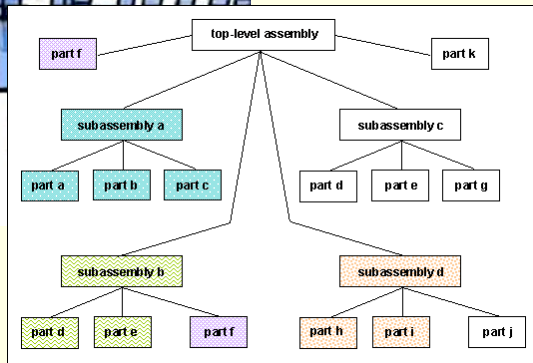 top-level assembly
part f
part k
subassembly a
subassembly c
part a
part b
part c
part d
part e
part g
subassembly b
subassembly d
part d
part e
part f
part h
part i
part j